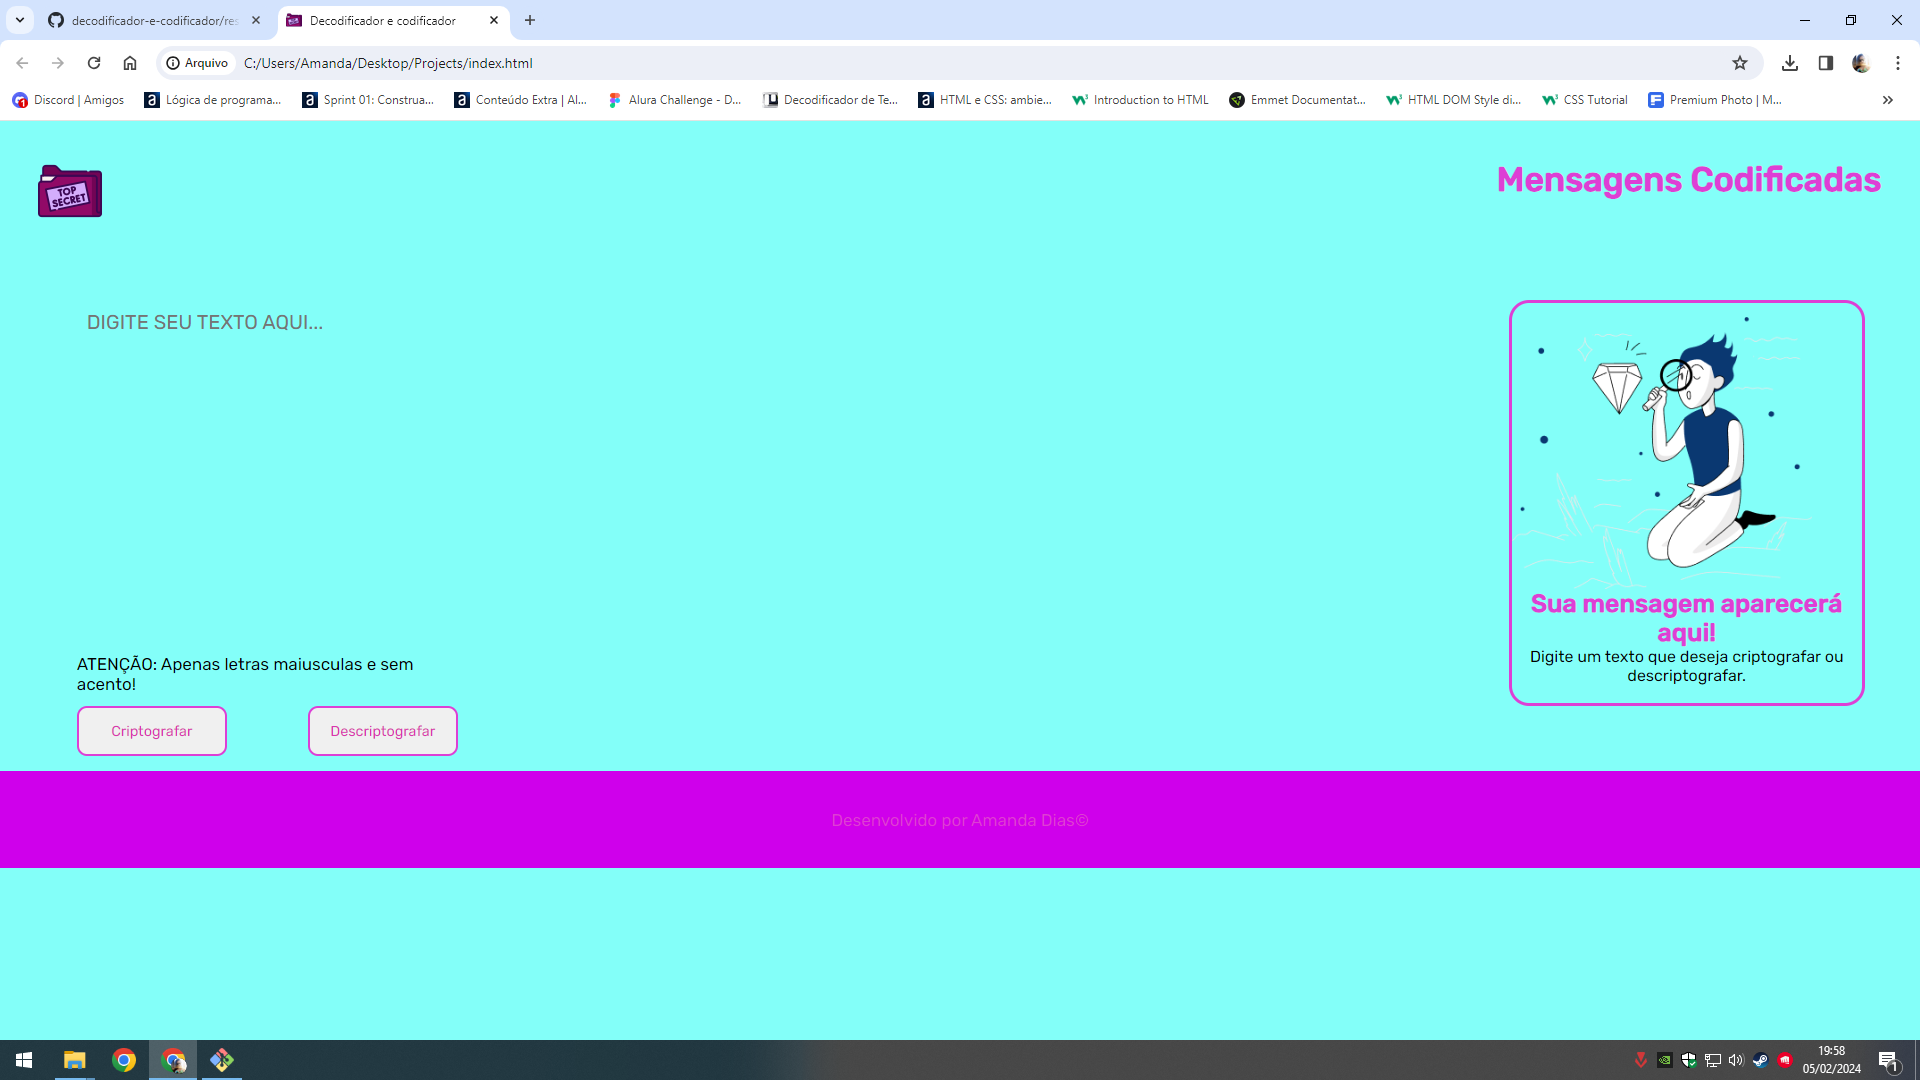 decodificador-e-codificador/res
Decodificador e codificador
Arquivo
C:/Users/Amanda/Desktop/Projects/index.html
Discord | Amigos
Lógica de programa...
Sprint 01: Construa...
Conteúdo Extra | Al...
Alura Challenge - D...
Decodificador de Te...
HTML e CSS: ambie...
Introduction to HTML
Emmet Documentat...
HTML DOM Style di...
CSS Tutorial
Premium Photo | M...
TOP
SECRET
Mensagens Codificadas
DIGITE SEU TEXTO AQUI...
Sua mensagem aparecerá
aqui!
Digite um texto que deseja criptografar ou
descriptografar.
ATENÇÃO: Apenas letras maiusculas e sem
acento!
Criptografar
Descriptografar
Desenvolvido por Amanda Dias©
19:58
05/02/2024
1